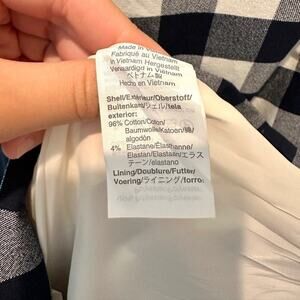 Made in Vietnam
Fabriqué au Vietnam
In Vietnam Hergestellt
Vervaardigd in Vietnam
ベトナム製
Hecho en Vietnam
Shell/Extérieur/Oberstoff/
Buitenkant/シェル/tela
exterior:
96% Cotton/Coton/
Baumwolle/Katoen/綿/
algodón
4% Elastane/Élasthanne/
Elastan/Elastaan/エラス
テーン/elastano
Lining/Doublure/Futter/
Voering/ライニング/forro: